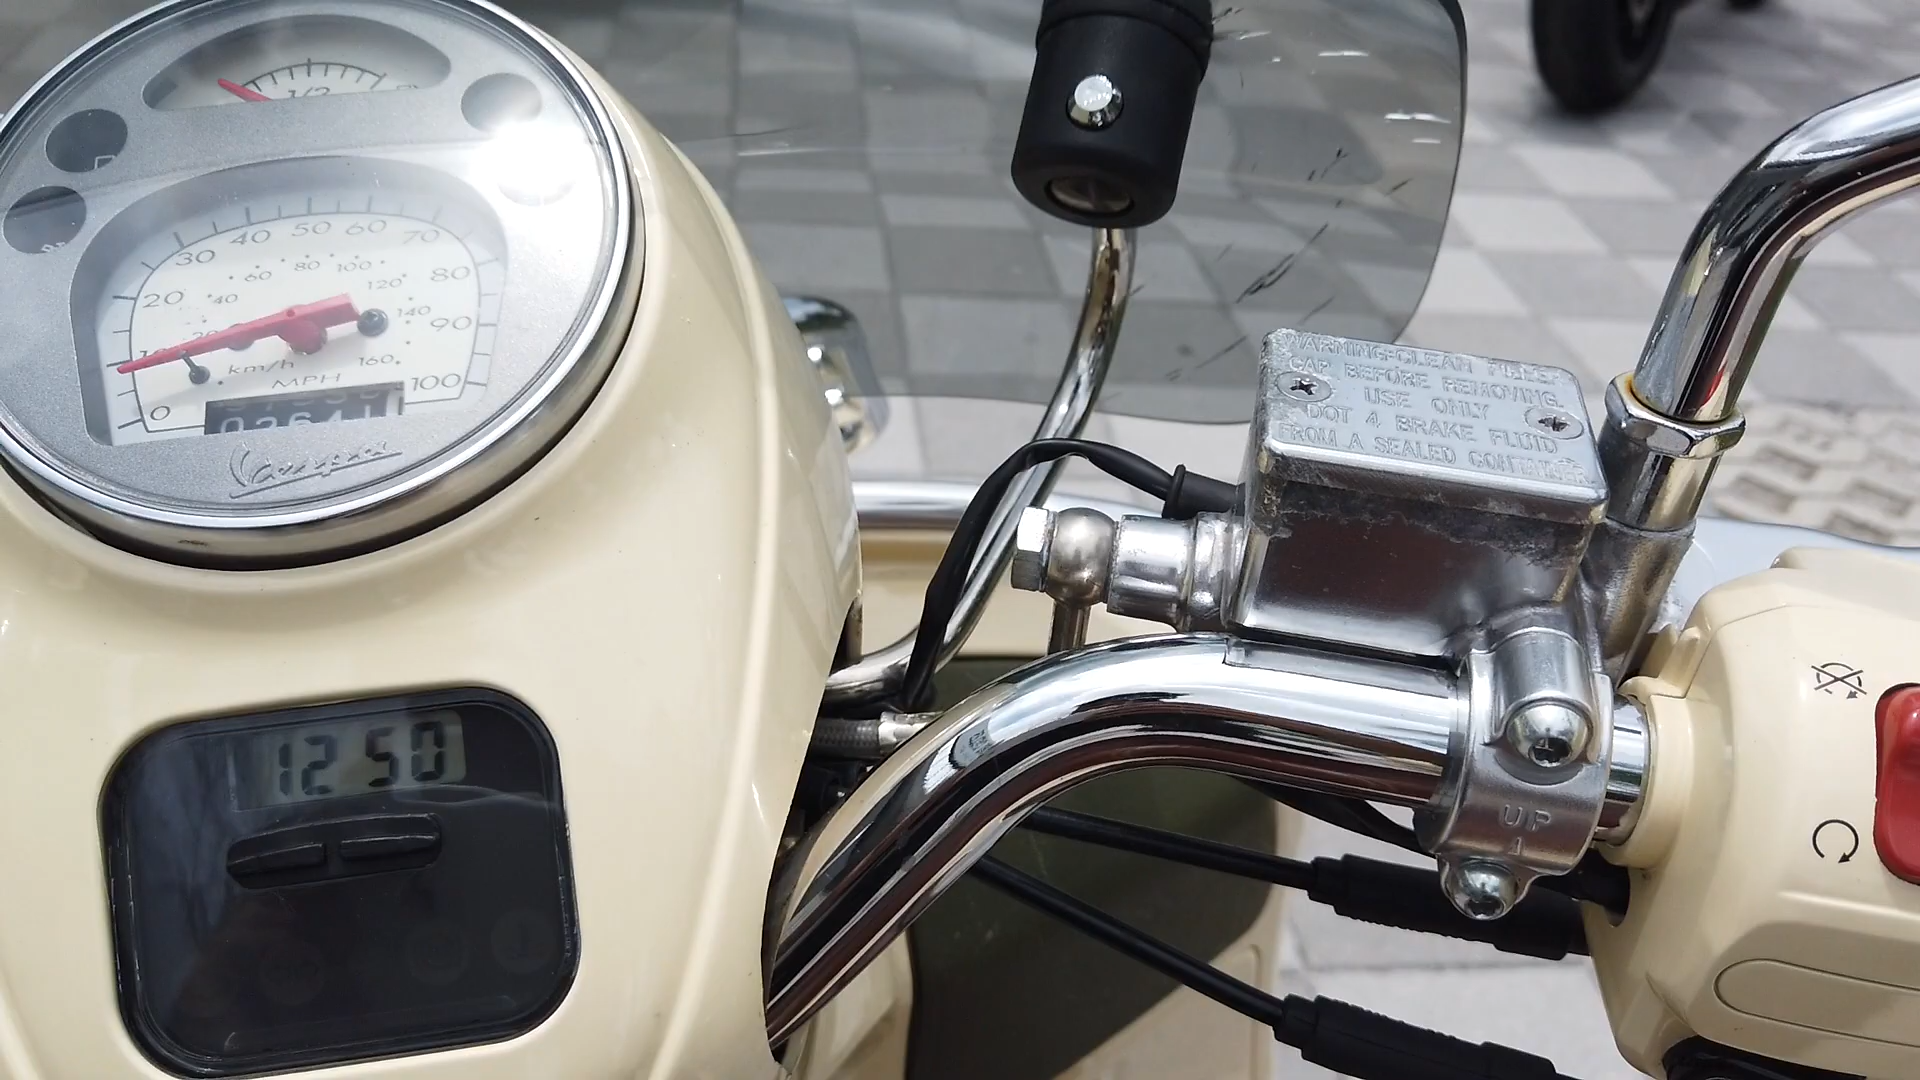 1/2
30 40 50 60 70
20 80
90
100
0
40 60 80 100 120
20 140
160
km/h
MPH
Vespa
12 50
WARNING-CLEAN FILLER
CAP BEFORE REMOVING.
USE ONLY
DOT 4 BRAKE FLUID
FROM A SEALED CONTAINER
UP